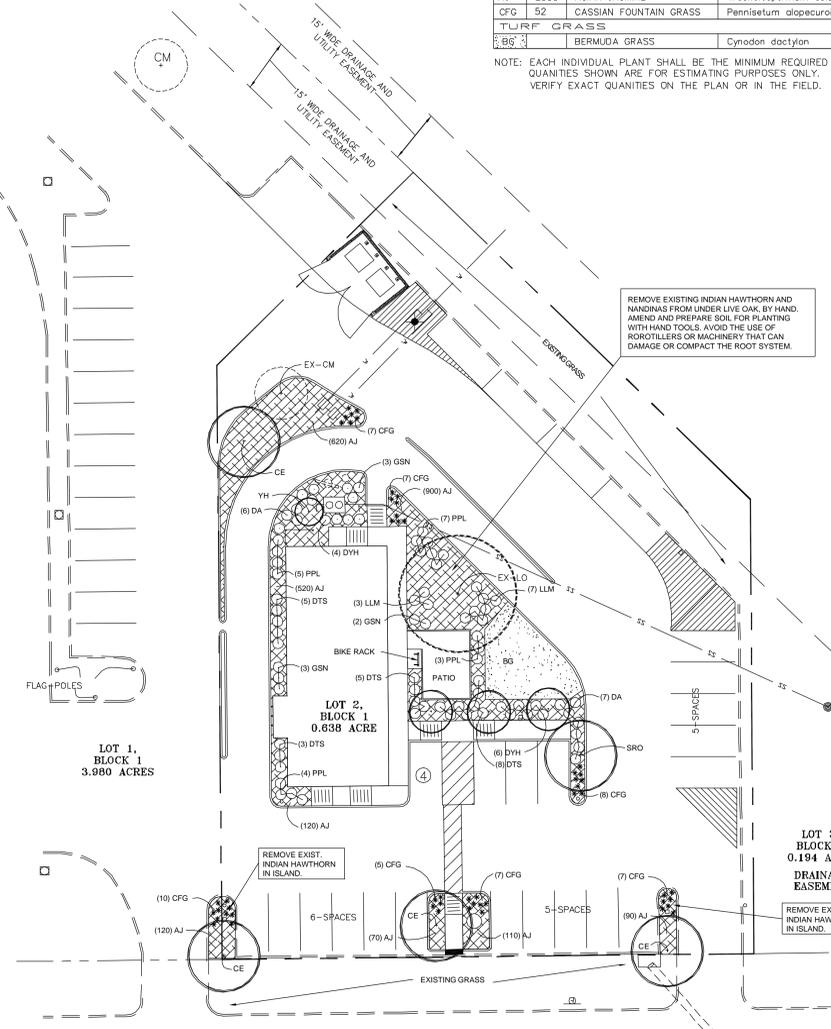 CFG 52 CASSIAN FOUNTAIN GRASS
TURF GRASS
BG BERMUDA GRASS Cynodon dactylon
NOTE: EACH INDIVIDUAL PLANT SHALL BE THE MINIMUM REQUIRED
QUANITIES SHOWN ARE FOR ESTIMATING PURPOSES ONLY.
VERIFY EXACT QUANITIES ON THE PLAN OR IN THE FIELD.
15' WIDE DRAINAGE AND
UTILITY EASEMENT
15' WIDE DRAINAGE AND
UTILITY EASEMENT
CM
REMOVE EXISTING INDIAN HAWTHORN AND
NANDINAS FROM UNDER LIVE OAK, BY HAND.
AMEND AND PREPARE SOIL FOR PLANTING
WITH HAND TOOLS. AVOID THE USE OF
ROROTILLERS OR MACHINERY THAT CAN
DAMAGE OR COMPACT THE ROOT SYSTEM.
EXISTING GRASS
EX-CM
(7) CFG
(620) AJ
CE
(3) GSN
(7) CFG
(900) AJ
YH
(6) DA
(7) PPL
(4) DYH
EX-LO
(5) PPL
(520) AJ
(5) DTS
(3) LLM
(7) LLM
(2) GSN
BIKE RACK
(3) PPL
BG
(3) GSN
(5) DTS
PATIO
FLAG-POLES
(7) DA
LOT 2,
BLOCK 1
0.638 ACRE
5-SPACES
LOT 1,
BLOCK 1
3.980 ACRES
(3) DTS
(6) DYH
(8) DTS
SRO
4
(4) PPL
(8) CFG
(120) AJ
LOT
BLOCK
0.194
REMOVE EXIST.
INDIAN HAWTHORN
IN ISLAND.
(5) CFG
(7) CFG
(7) CFG
REMOVE
INDIAN
IN ISLAND.
(10) CFG
6-SPACES
CE
5-SPACES
(90) AJ
(120) AJ
(70) AJ
(110) AJ
CE
CE
EXISTING GRASS